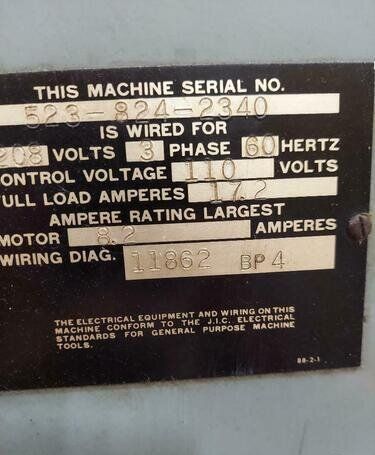 THIS MACHINE SERIAL NO.
523-824-2340
IS WIRED FOR
208 VOLTS 3 PHASE 60 HERTZ
CONTROL VOLTAGE 110 VOLTS
FULL LOAD AMPERES 17.2
AMPERE RATING LARGEST
MOTOR 8.2 AMPERES
WIRING DIAG. 11862 BP4
THE ELECTRICAL EQUIPMENT AND WIRING ON THIS
MACHINE CONFORM TO THE J.I.C. ELECTRICAL
STANDARDS FOR GENERAL PURPOSE MACHINE
TOOLS.
88-2-1